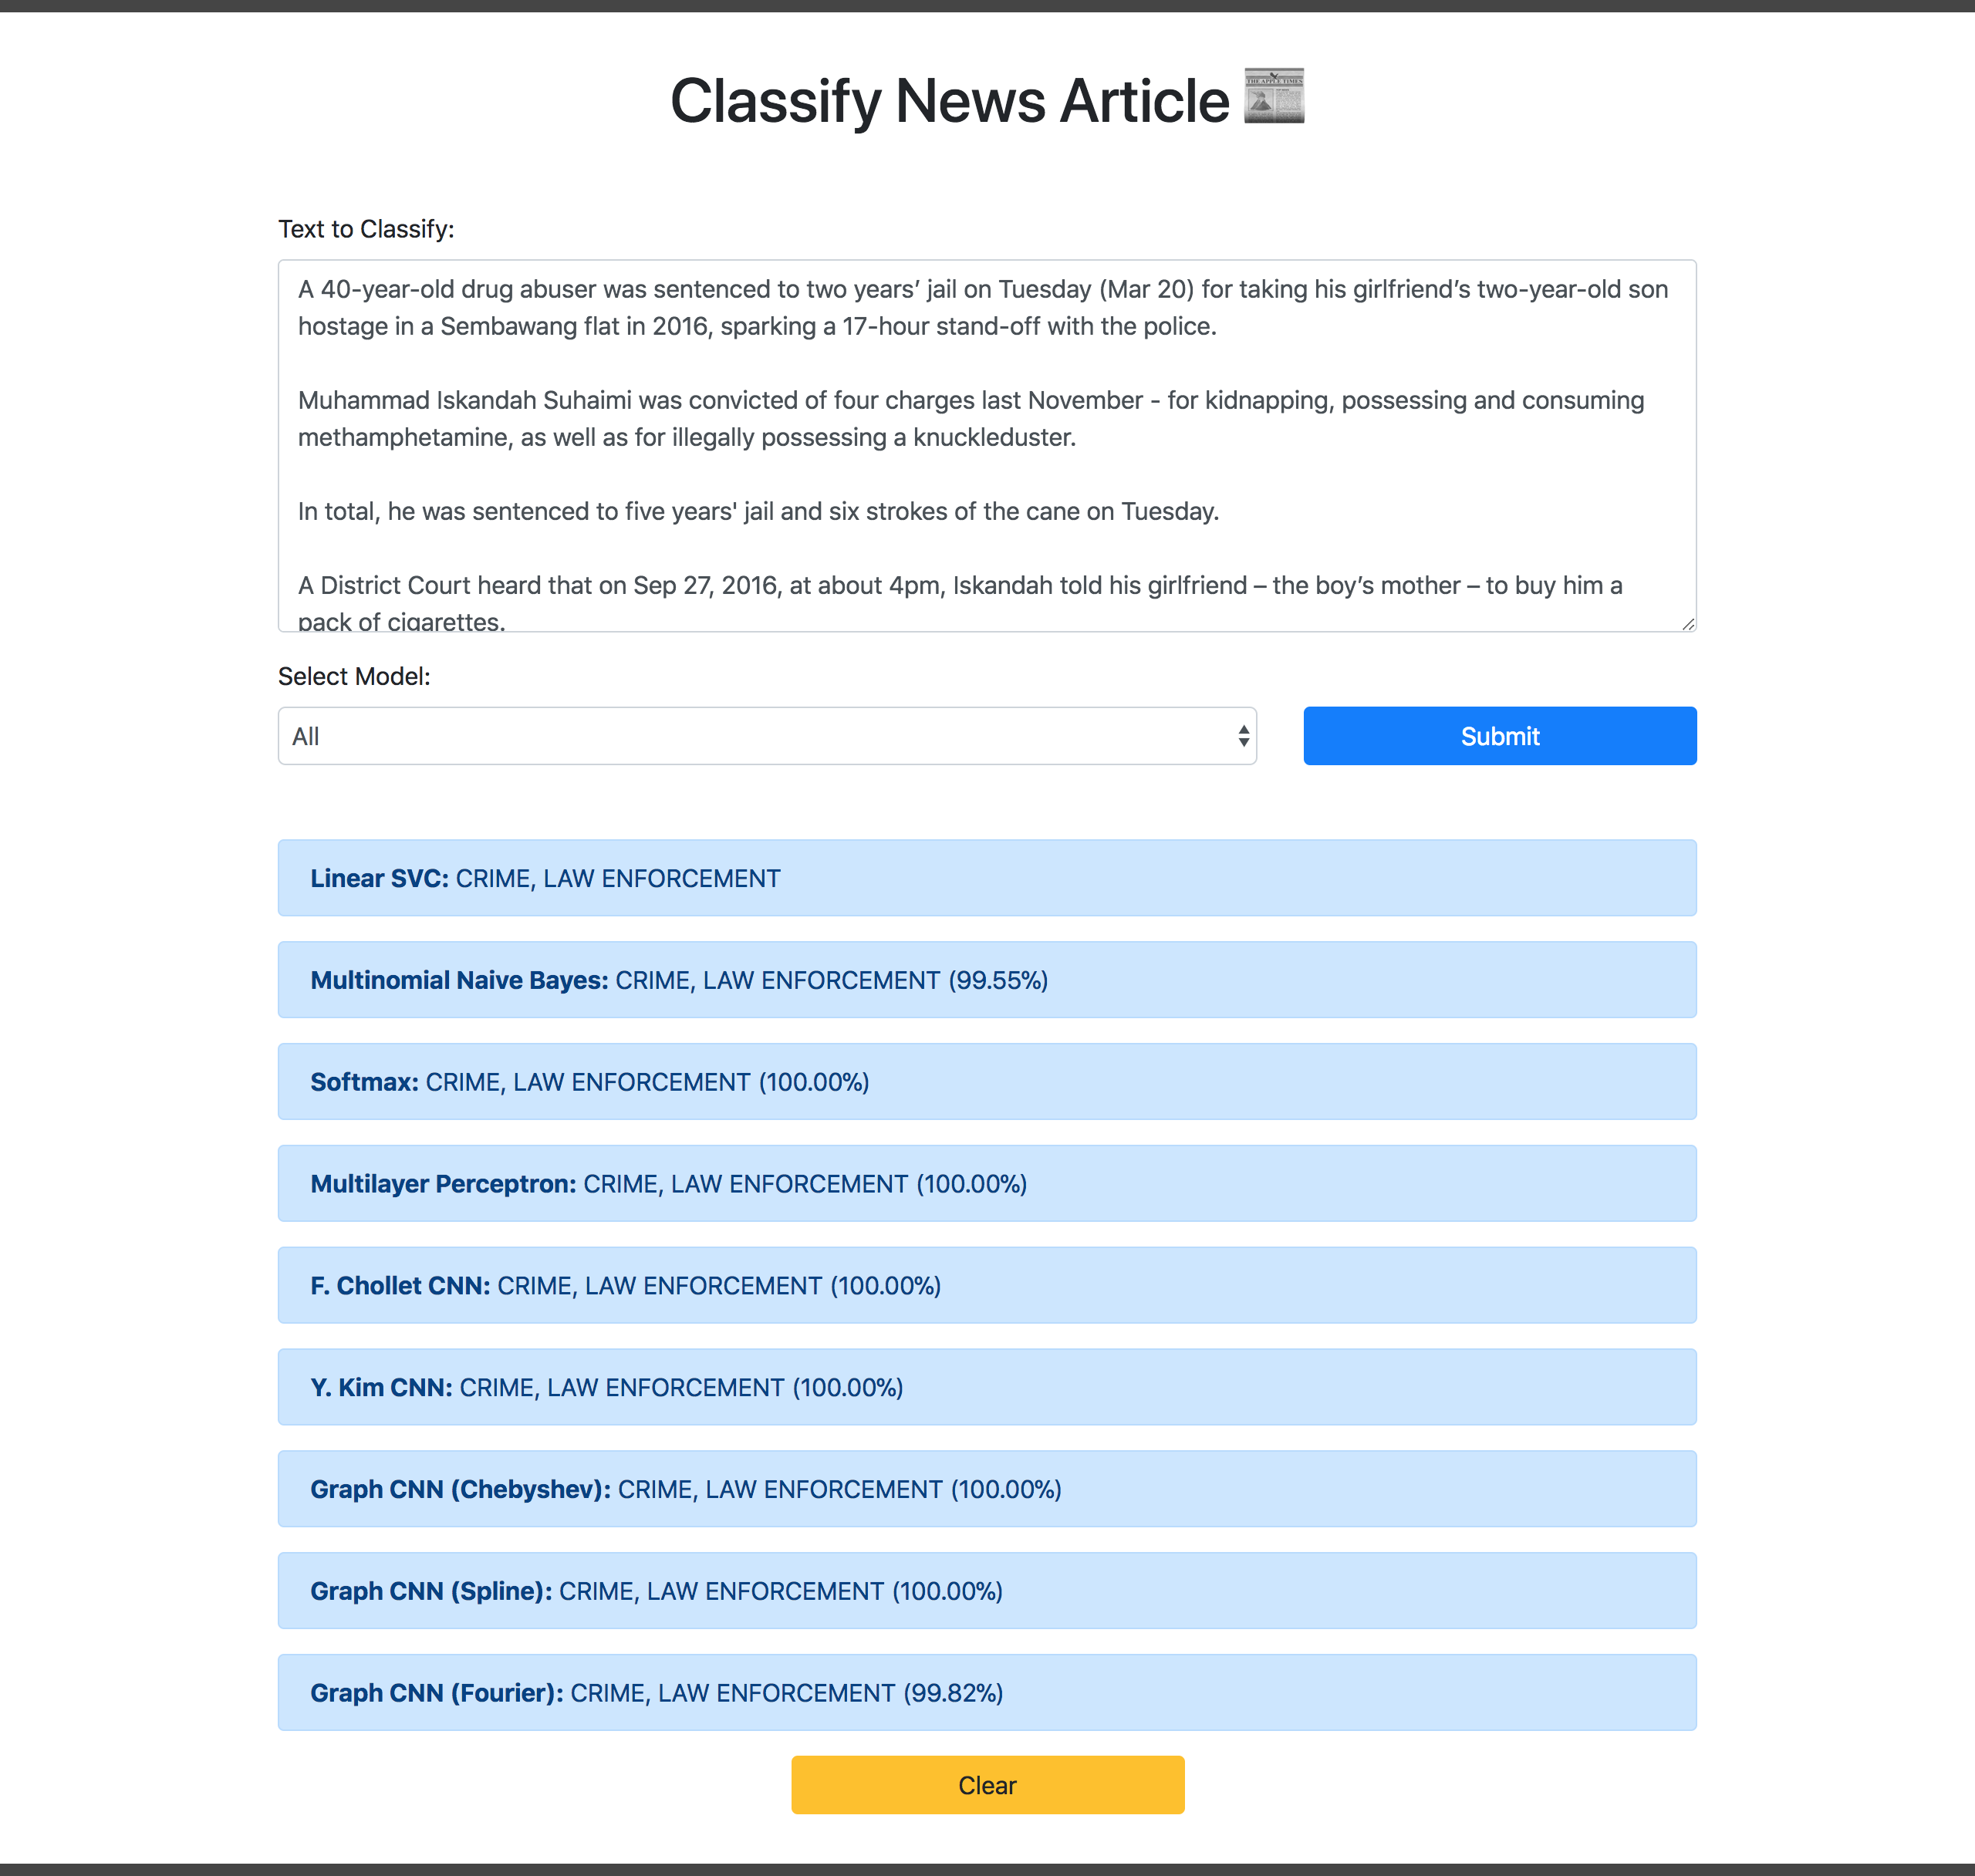 Classify News Article
THE APPLE TIMES
Text to Classify:
A 40-year-old drug abuser was sentenced to two years’ jail on Tuesday (Mar 20) for taking his girlfriend’s two-year-old son
hostage in a Sembawang flat in 2016, sparking a 17-hour stand-off with the police.
Muhammad Iskandah Suhaimi was convicted of four charges last November - for kidnapping, possessing and consuming
methamphetamine, as well as for illegally possessing a knuckleduster.
In total, he was sentenced to five years' jail and six strokes of the cane on Tuesday.
A District Court heard that on Sep 27, 2016, at about 4pm, Iskandah told his girlfriend – the boy’s mother – to buy him a
pack of cigarettes.
Select Model:
All
Submit
Linear SVC: CRIME, LAW ENFORCEMENT
Multinomial Naive Bayes: CRIME, LAW ENFORCEMENT (99.55%)
Softmax: CRIME, LAW ENFORCEMENT (100.00%)
Multilayer Perceptron: CRIME, LAW ENFORCEMENT (100.00%)
F. Chollet CNN: CRIME, LAW ENFORCEMENT (100.00%)
Y. Kim CNN: CRIME, LAW ENFORCEMENT (100.00%)
Graph CNN (Chebyshev): CRIME, LAW ENFORCEMENT (100.00%)
Graph CNN (Spline): CRIME, LAW ENFORCEMENT (100.00%)
Graph CNN (Fourier): CRIME, LAW ENFORCEMENT (99.82%)
Clear